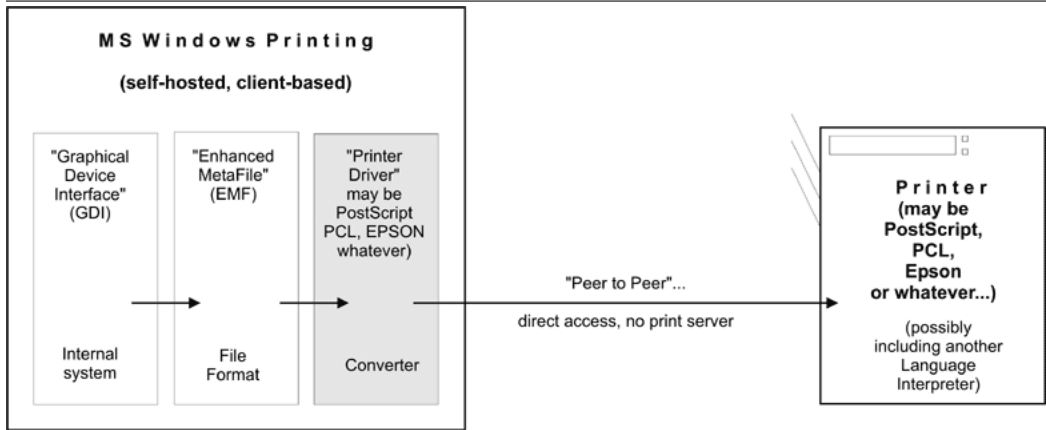 MS Windows Printing
(self-hosted, client-based)
"Graphical
Device
Interface"
(GDI)
Internal
system
"Enhanced
MetaFile"
(EMF)
File
Format
"Printer
Driver"
may be
PostScript
PCL, EPSON
whatever)
Converter
"Peer to Peer"...
direct access, no print server
Printer
(may be
PostScript,
PCL,
Epson
or whatever...)
(possibly
including another
Language
Interpreter)